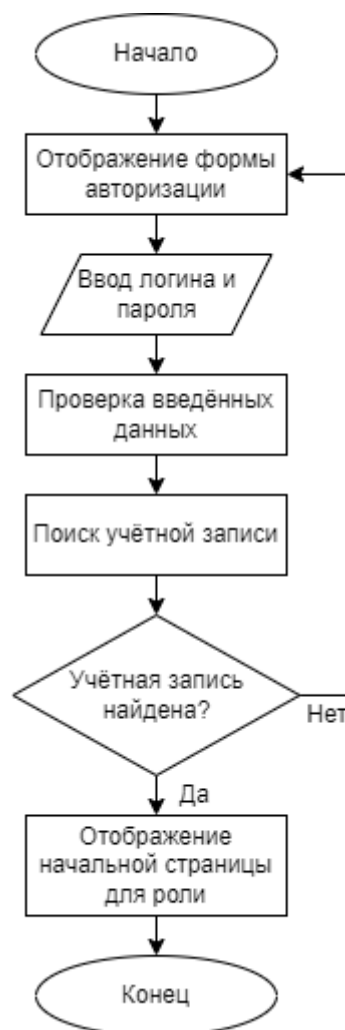 Начало
Отображение формы
авторизации
Ввод логина и
пароля
Проверка введённых
данных
Поиск учётной записи
Учётная запись
найдена?
Нет
Да
Отображение
начальной страницы
для роли
Конец